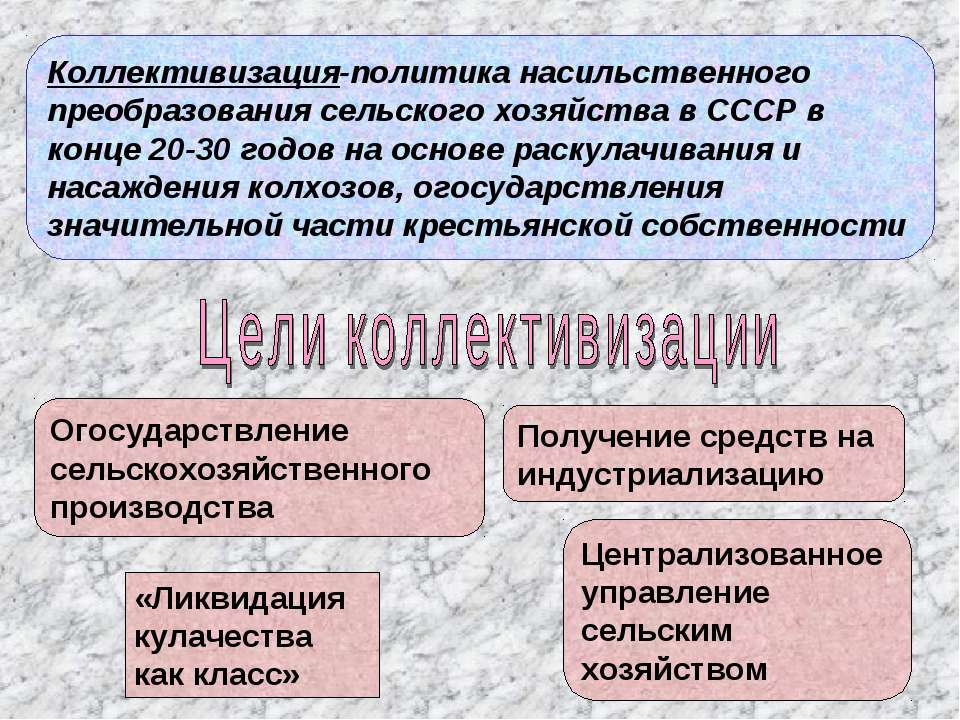 Коллективизация-политика насильственного
преобразования сельского хозяйства в СССР в
конце 20-30 годов на основе раскулачивания и
насаждения колхозов, огосударствления
значительной части крестьянской собственности
Цели коллективизации
Огосударствление
сельскохозяйственного
производства
Получение средств на
индустриализацию
«Ликвидация
кулачества
как класс»
Централизованное
управление
сельским
хозяйством